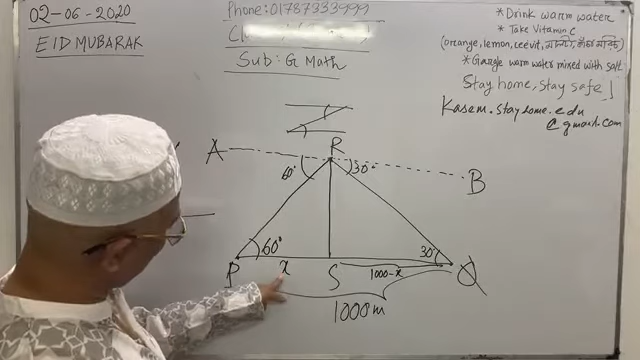 02-06-2020
EID MUBARAK
Phone: 01787333999
Sub: G Math
* Drink warm water
* Take Vitamin C
(orange, lemon, ceevit,
* Gargle warm water mixed with salt
Stay home, Stay safe]
Kasem.stayhome.edu
@gmail.com
A
R
B
60°
30°
60°
30°
P
x
S
1000-x
Q
1000m